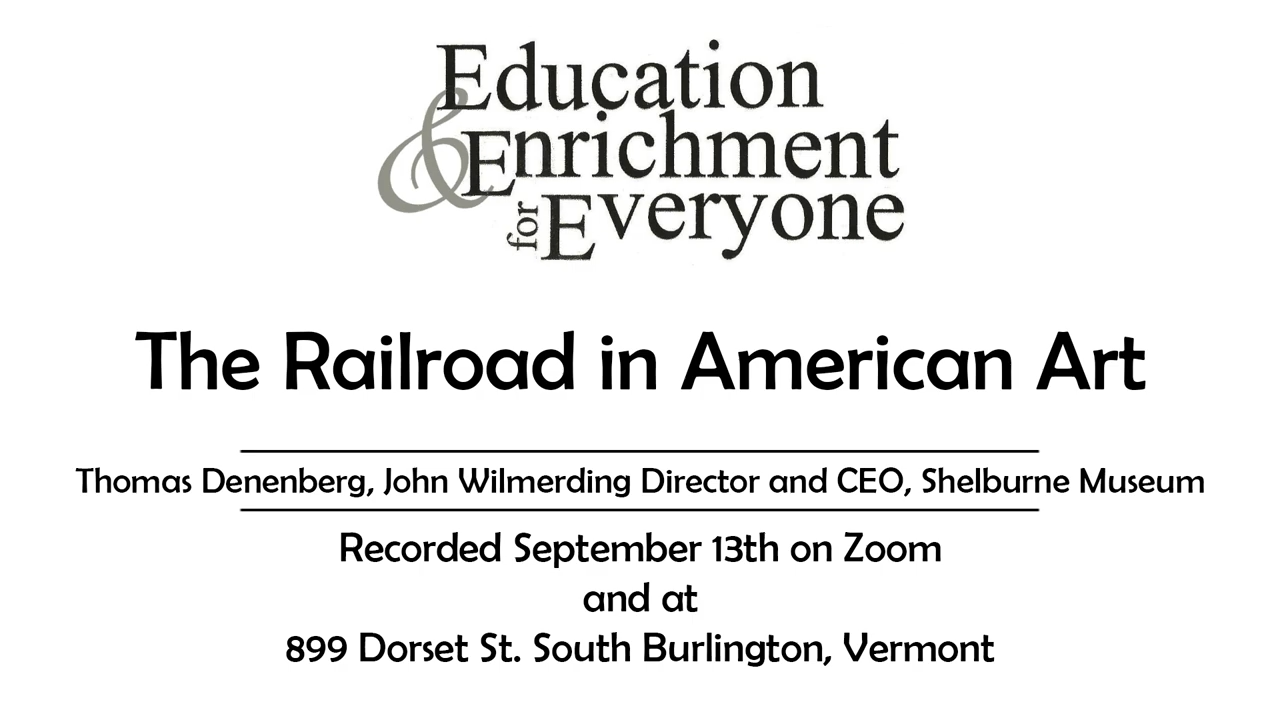 Education
& Enrichment
for Everyone
The Railroad in American Art
Thomas Denenberg, John Wilmerding Director and CEO, Shelburne Museum
Recorded September 13th on Zoom
and at
899 Dorset St. South Burlington, Vermont